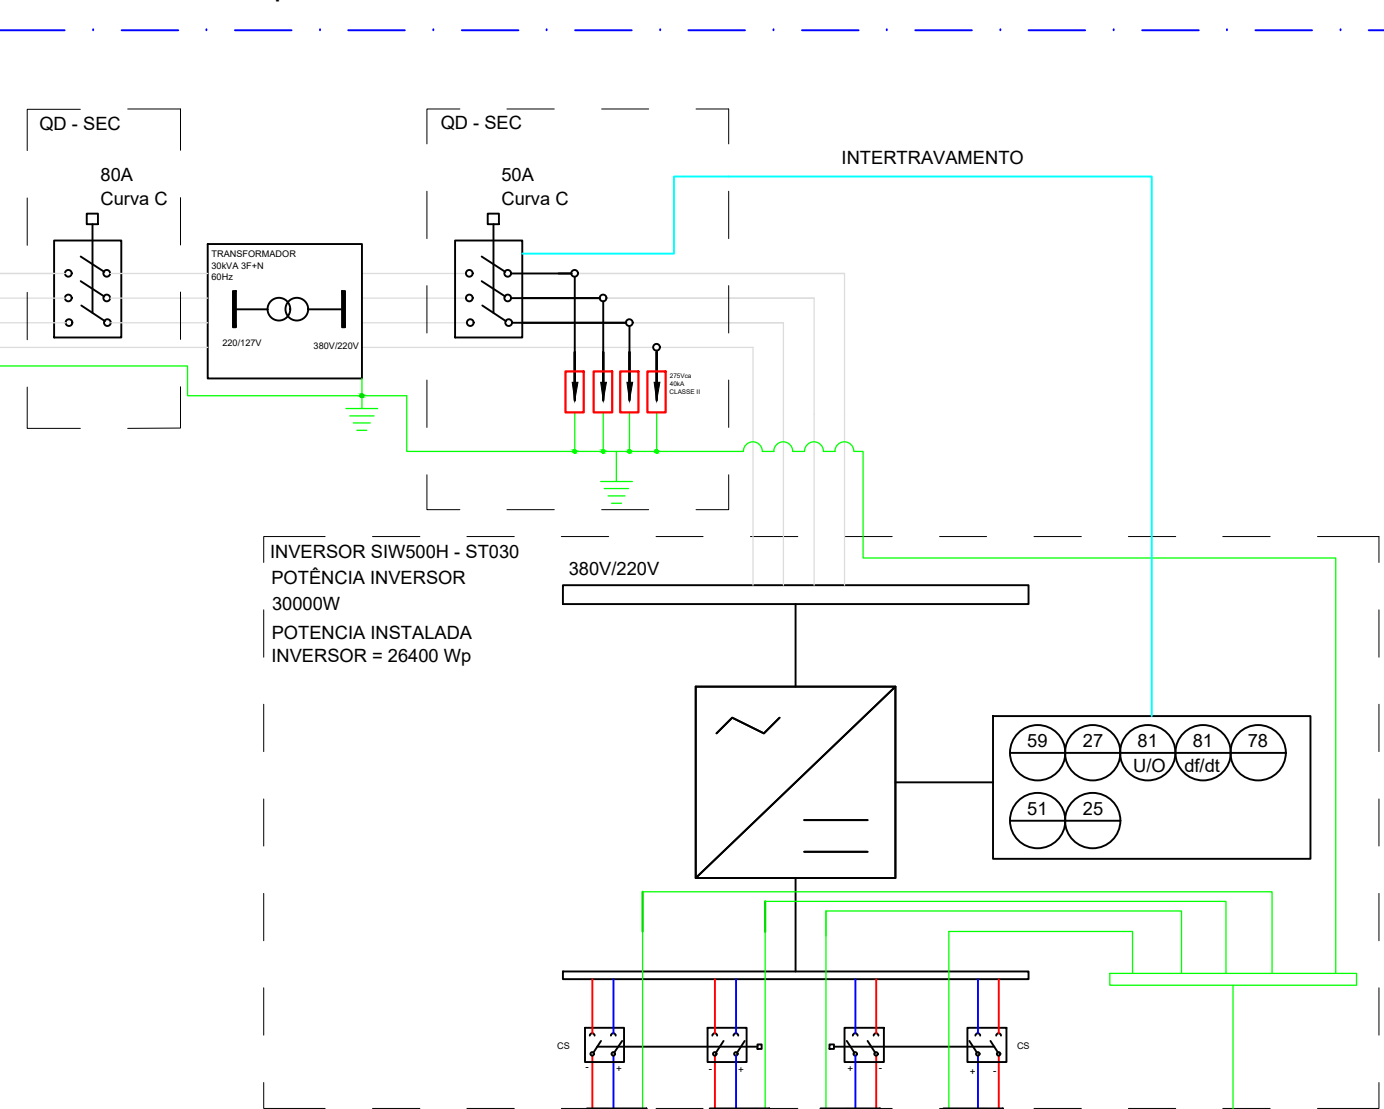 QD - SEC
80A
Curva C
TRANSFORMADOR
30kVA 3F+N
60Hz
220/127V
380V/220V
QD - SEC
50A
Curva C
275Vca
40kA
CLASSE II
INTERTRAVAMENTO
INVERSOR SIW500H - ST030
POTÊNCIA INVERSOR
30000W
POTENCIA INSTALADA
INVERSOR = 26400 Wp
380V/220V
59
27
81
U/O
81
df/dt
78
51
25
CS
- +
- +
+ -
+ -
CS